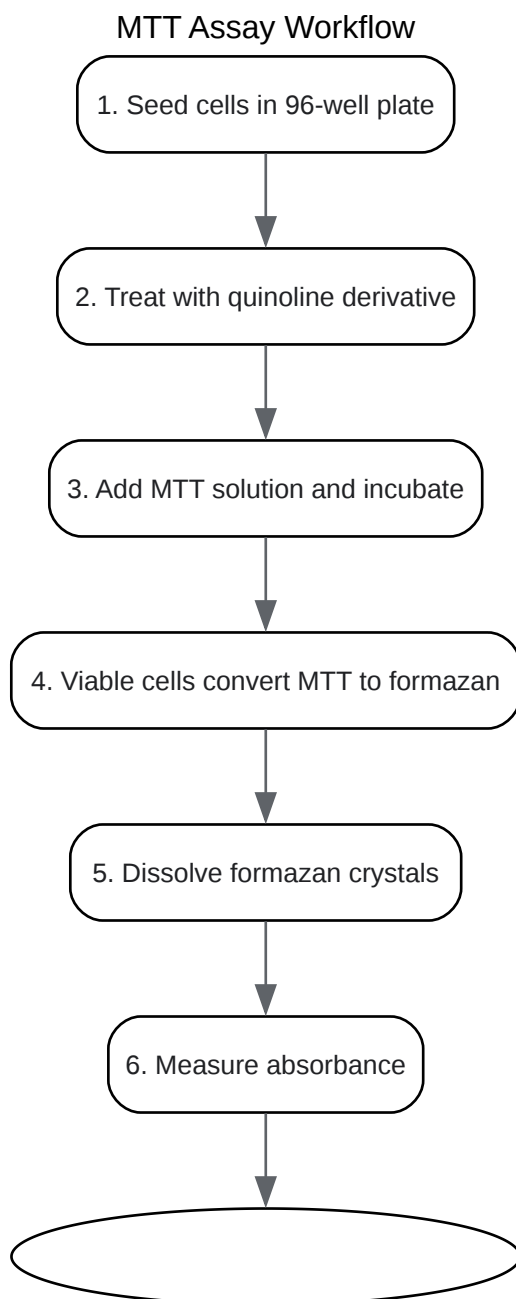 MTT Assay Workflow
1. Seed cells in 96-well plate
2. Treat with quinoline derivative
3. Add MTT solution and incubate
4. Viable cells convert MTT to formazan
5. Dissolve formazan crystals
6. Measure absorbance